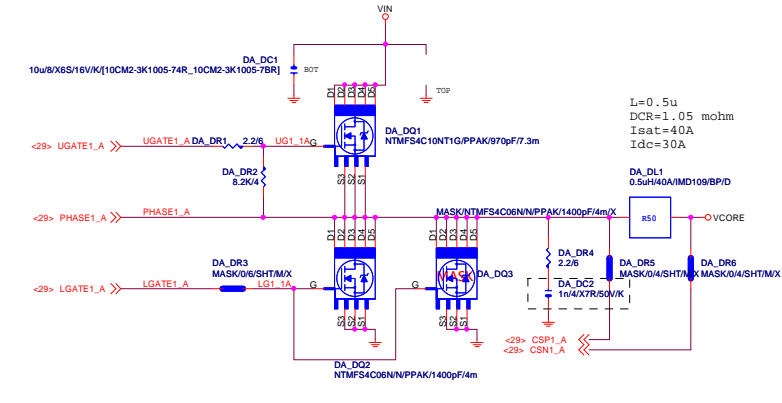 VIN
DA_DC1
10u/8/X6S/16V/K/[10CM2-3K1005-74R_10CM2-3K1005-7BR]
BOT
TOP
D1
D2
D3
D4
D5
L=0.5u
DCR=1.05 mohm
Isat=40A
Idc=30A
DA_DQ1
NTMFS4C10NT1G/PPAK/970pF/7.3m
<29> UGATE1_A
UGATE1_A
DA_DR1
2.2/6
UG1_1A
G
S3
S2
S1
DA_DR2
8.2K/4
DA_DL1
0.5uH/40A/IMD109/BP/D
<29> PHASE1_A
PHASE1_A
MASK/NTMFS4C06N/N/PPAK/1400pF/4m/X
R50
VCORE
D1
D2
D3
D4
D5
D1
D2
D3
D4
D5
DA_DR3
MASK/0/6/SHT/M/X
DA_DR4
2.2/6
DA_DR5
MASK/0/4/SHT/M/X
DA_DR6
MASK/0/4/SHT/M/X
<29> LGATE1_A
LGATE1_A
LG1_1A
G
G
MASK
DA_DQ3
DA_DC2
1n/4/X7R/50V/K
S3
S2
S1
S3
S2
S1
<29> CSP1_A
<29> CSN1_A
DA_DQ2
NTMFS4C06N/N/PPAK/1400pF/4m